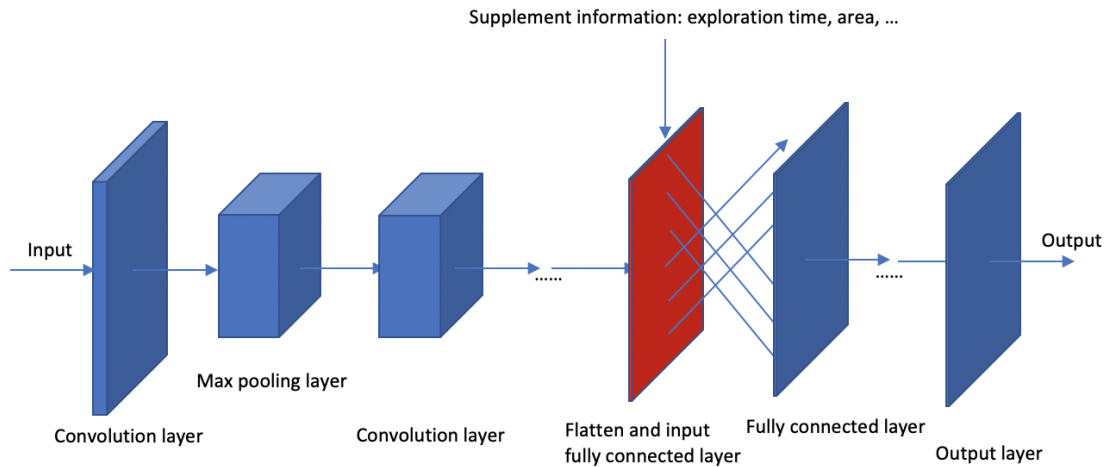 Supplement information: exploration time, area, ...
Input
......
......
Output
Max pooling layer
Convolution layer
Convolution layer
Flatten and input
fully connected layer
Fully connected layer
Output layer